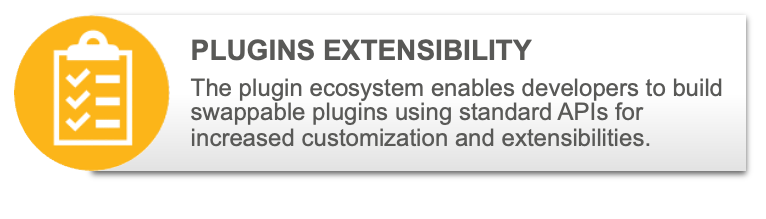 PLUGINS EXTENSIBILITY
The plugin ecosystem enables developers to build
swappable plugins using standard APIs for
increased customization and extensibilities.